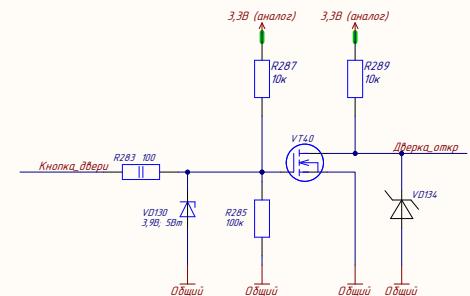 3,3В (аналог) 3,3В (аналог)
R287
10к
R289
10к
VT40
Дверка_откр
R283 100
Кнопка_двери
VD130
3,9В; 5Вт
R285
100к
VD134
Общий Общий Общий Общий